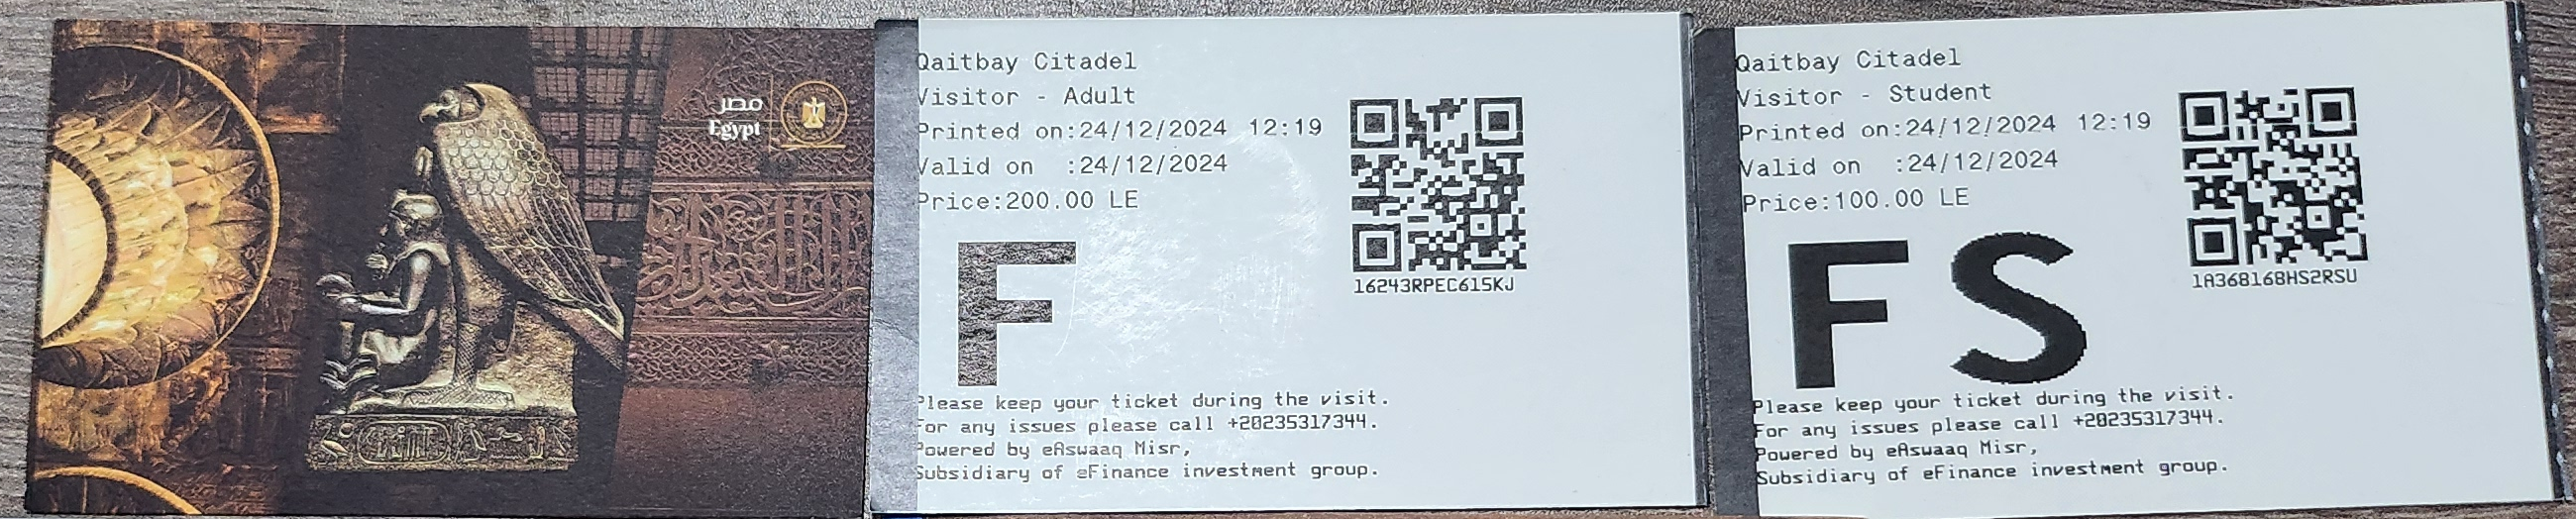 مصر
Egypt
Qaitbay Citadel
Visitor - Adult
Printed on:24/12/2024 12:19
Valid on :24/12/2024
Price:200.00 LE
16243RPEC615KJ
F
Please keep your ticket during the visit.
For any issues please call +20235317344.
Powered by eAswaaq Misr,
Subsidiary of eFinance investment group.
Qaitbay Citadel
Visitor - Student
Printed on:24/12/2024 12:19
Valid on :24/12/2024
Price:100.00 LE
1A368168HS2RSU
FS
Please keep your ticket during the visit.
For any issues please call +20235317344.
Powered by eAswaaq Misr,
Subsidiary of eFinance investment group.